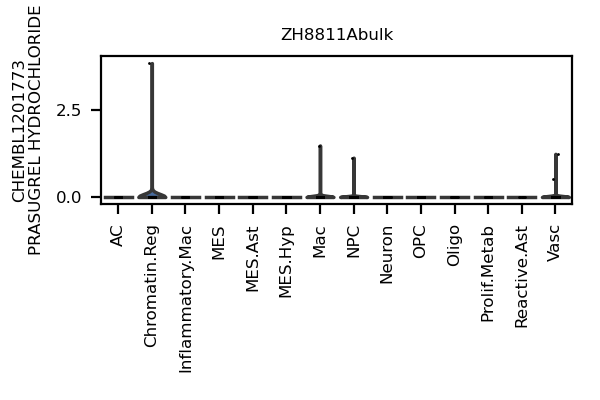 ZH8811Abulk
CHEMBL1201773
PRASUGREL HYDROCHLORIDE
2.5
0.0
AC
Chromatin.Reg
Inflammatory.Mac
MES
MES.Ast
MES.Hyp
Mac
NPC
Neuron
OPC
Oligo
Prolif.Metab
Reactive.Ast
Vasc